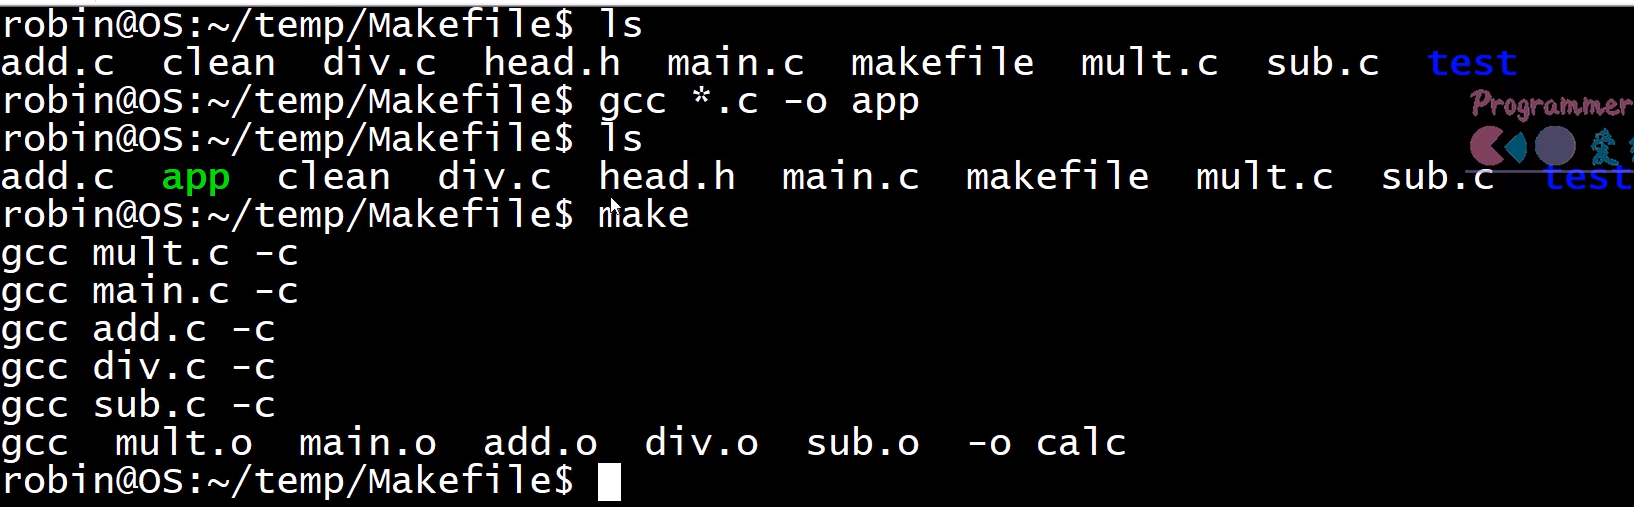 robin@OS:~/temp/Makefile$ ls
add.c  clean  div.c  head.h  main.c  makefile  mult.c  sub.c  test
robin@OS:~/temp/Makefile$ gcc *.c -o app
robin@OS:~/temp/Makefile$ ls
Programmer
add.c  app  clean  div.c  head.h  main.c  makefile  mult.c  sub.c  test
robin@OS:~/temp/Makefile$ make
gcc mult.c -c
gcc main.c -c
gcc add.c -c
gcc div.c -c
gcc sub.c -c
gcc  mult.o  main.o  add.o  div.o  sub.o  -o calc
robin@OS:~/temp/Makefile$